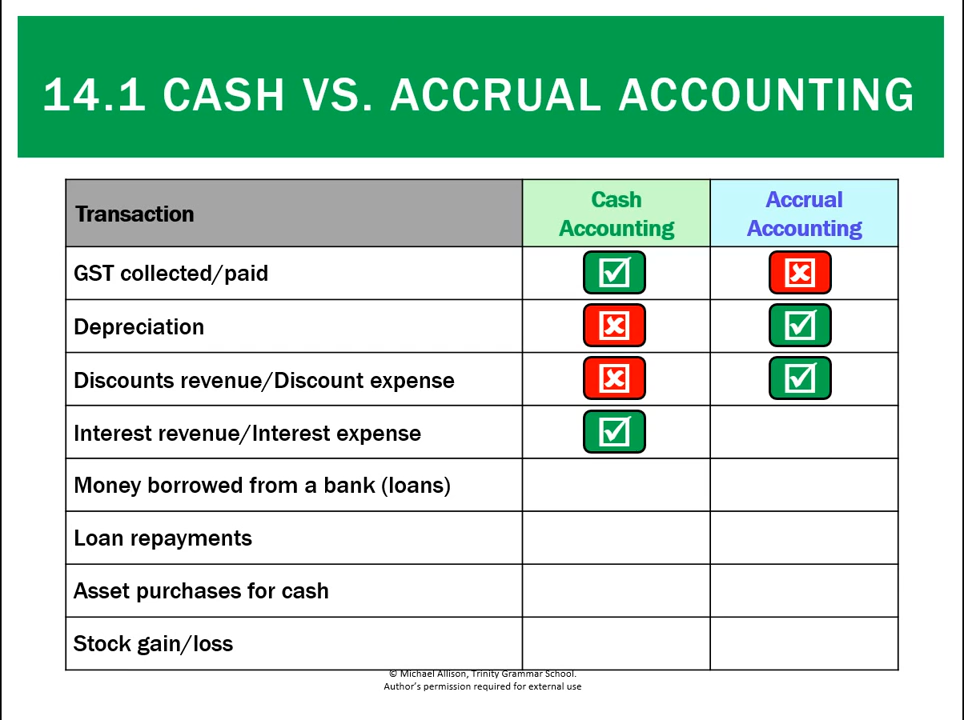 14.1 CASH VS. ACCRUAL ACCOUNTING
Transaction
Cash
Accounting
Accrual
Accounting
GST collected/paid
Depreciation
Discounts revenue/Discount expense
Interest revenue/Interest expense
Money borrowed from a bank (loans)
Loan repayments
Asset purchases for cash
Stock gain/loss
© Michael Allison, Trinity Grammar School.
Author's permission required for external use